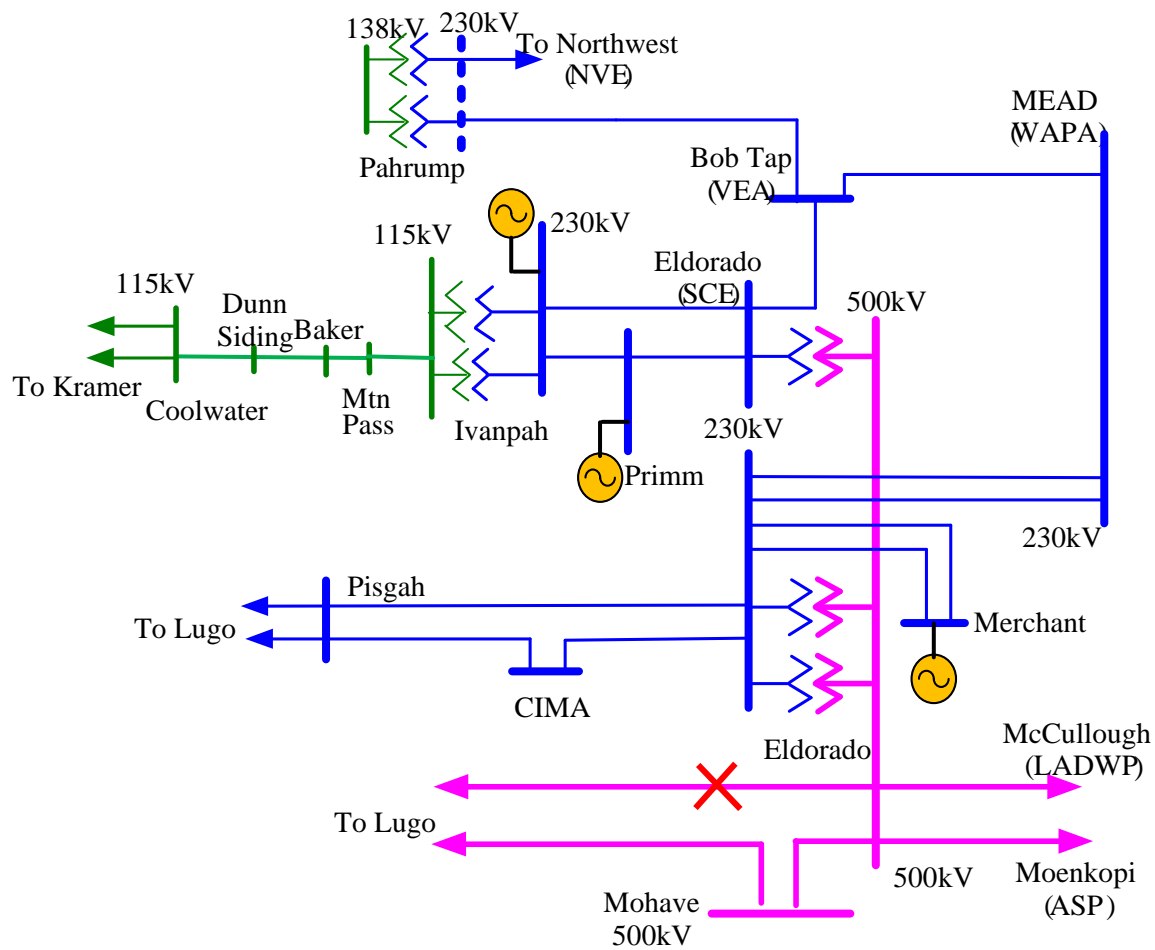 138kV
230kV
To Northwest
(NVE)
MEAD
(WAPA)
Bob Tap
(VEA)
Pahrump
230kV
115kV
Eldorado
(SCE)
500kV
115kV
Dunn
Siding
Baker
To Kramer
Coolwater
Mtn
Pass
Ivanpah
230kV
Primm
230kV
Pisgah
To Lugo
Merchant
CIMA
Eldorado
McCullough
(LADWP)
To Lugo
500kV
Moenkopi
(ASP)
Mohave
500kV